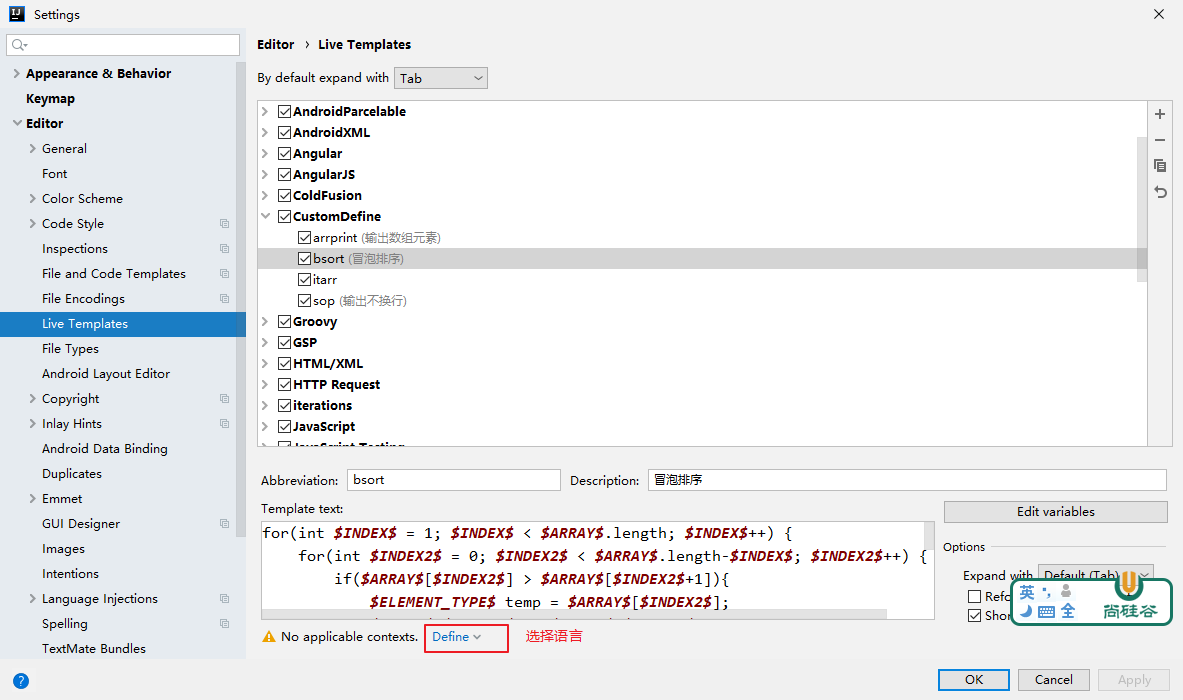 Settings
Appearance & Behavior
Keymap
Editor
General
Font
Color Scheme
Code Style
Inspections
File and Code Templates
File Encodings
Live Templates
File Types
Android Layout Editor
Copyright
Inlay Hints
Android Data Binding
Duplicates
Emmet
GUI Designer
Images
Intentions
Language Injections
Spelling
TextMate Bundles
Editor › Live Templates
By default expand with Tab
AndroidParcelable
AndroidXML
Angular
AngularJS
ColdFusion
CustomDefine
arrprint (输出数组元素)
bsort (冒泡排序)
itarr
sop (输出不换行)
Groovy
GSP
HTML/XML
HTTP Request
iterations
JavaScript
JavaScript Testing
Abbreviation: bsort Description: 冒泡排序
Template text:
for(int $INDEX$ = 1; $INDEX$ < $ARRAY$.length; $INDEX$++) {
for(int $INDEX2$ = 0; $INDEX2$ < $ARRAY$.length-$INDEX$; $INDEX2$++) {
if($ARRAY$[$INDEX2$] > $ARRAY$[$INDEX2$+1]){
$ELEMENT_TYPE$ temp = $ARRAY$[$INDEX2$];
Edit variables
Options
Expand with Default (Tab)
Refo
Shor
英
全
尚硅谷
No applicable contexts. Define 选择语言
?
OK Cancel Apply